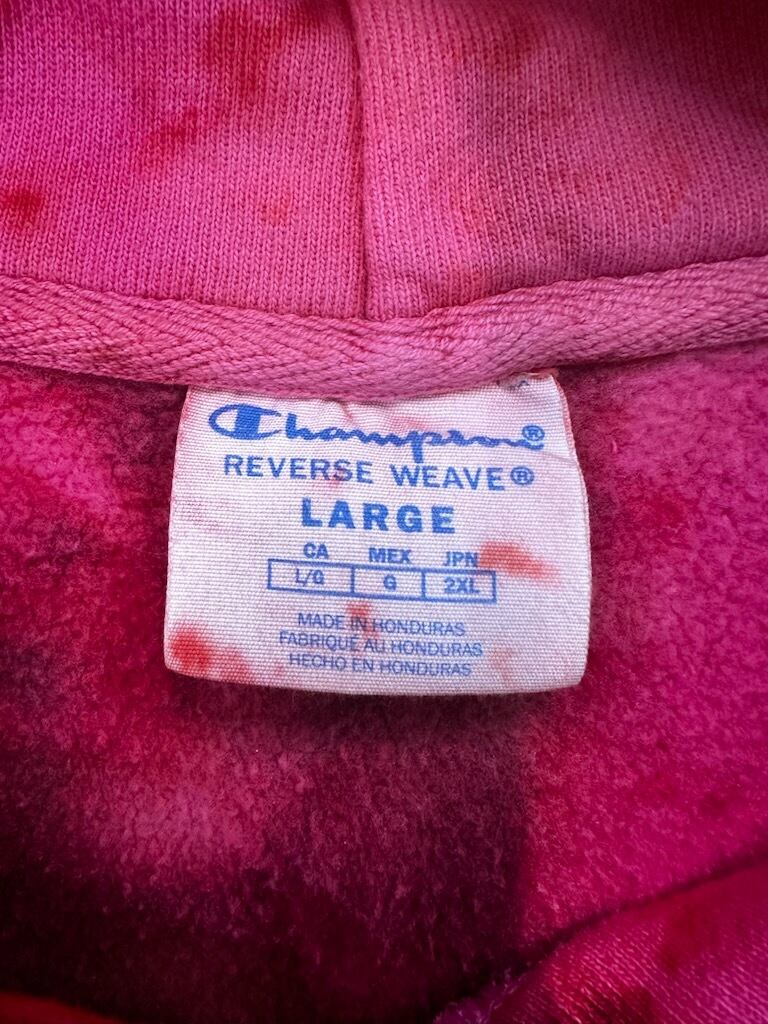 Champion®
REVERSE WEAVE®
LARGE
CA MEX JPN
L/G G 2XL
MADE IN HONDURAS
FABRIQUÉ AU HONDURAS
HECHO EN HONDURAS